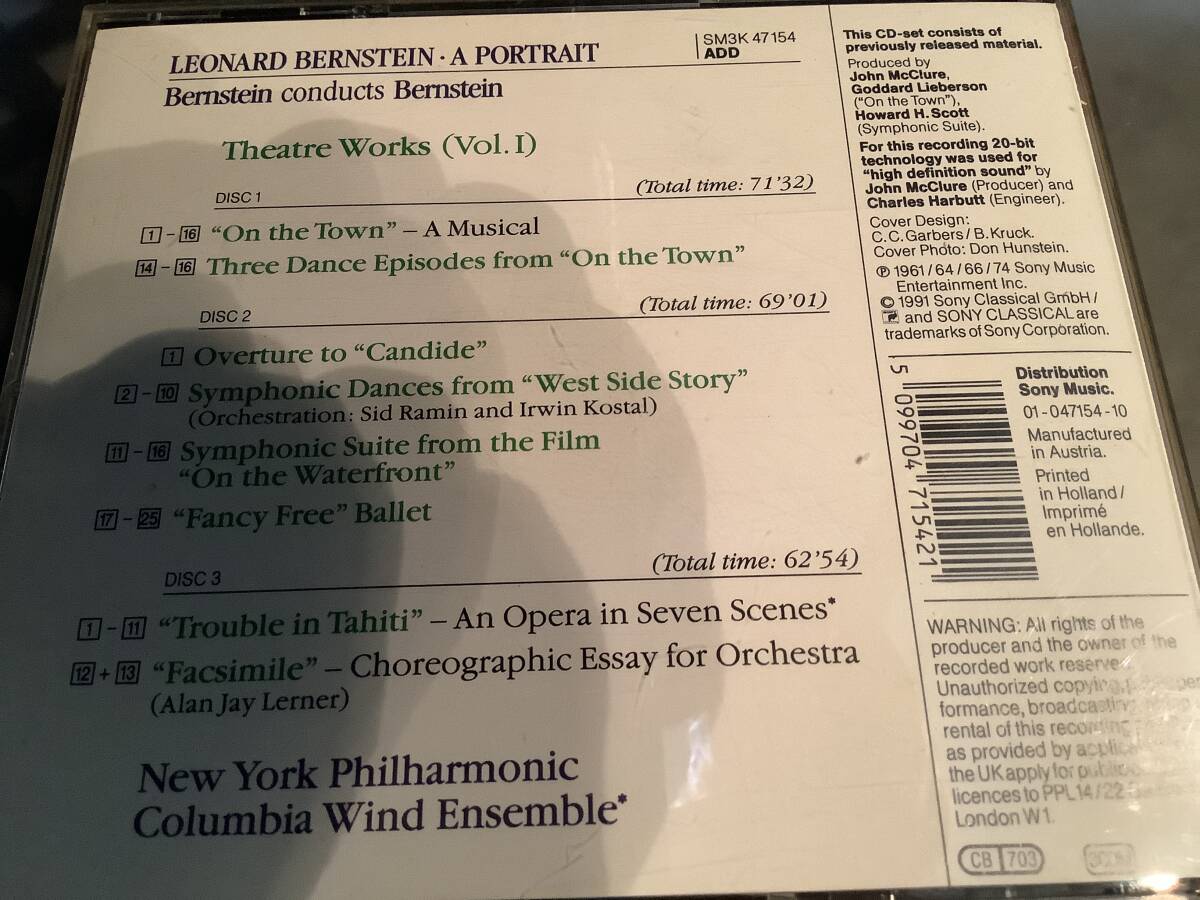 LEONARD BERNSTEIN · A PORTRAIT
Bernstein conducts Bernstein
SM3K 47154
ADD
Theatre Works (Vol. I)
DISC 1
(Total time: 71'32)
1 - 16 "On the Town" – A Musical
14 - 16 Three Dance Episodes from "On the Town"
DISC 2
(Total time: 69'01)
1 Overture to "Candide"
2 - 10 Symphonic Dances from "West Side Story"
(Orchestration: Sid Ramin and Irwin Kostal)
11 - 16 Symphonic Suite from the Film
"On the Waterfront"
17 - 25 "Fancy Free" Ballet
DISC 3
(Total time: 62'54)
1 - 11 "Trouble in Tahiti" – An Opera in Seven Scenes*
12 + 13 "Facsimile" – Choreographic Essay for Orchestra
(Alan Jay Lerner)
New York Philharmonic
Columbia Wind Ensemble*
This CD-set consists of
previously released material.
Produced by
John McClure,
Goddard Lieberson
("On the Town"),
Howard H. Scott
(Symphonic Suite).
For this recording 20-bit
technology was used for
"high definition sound" by
John McClure (Producer) and
Charles Harbutt (Engineer).
Cover Design:
C. C. Garbers / B. Kruck.
Cover Photo: Don Hunstein.
℗ 1961 / 64 / 66 / 74 Sony Music
Entertainment Inc.
© 1991 Sony Classical GmbH /
and SONY CLASSICAL are
trademarks of Sony Corporation.
5 099704 715421
Distribution
Sony Music.
01-047154-10
Manufactured
in Austria.
Printed
in Holland /
Imprimé
en Hollande.
WARNING: All rights of the
producer and the owner of the
recorded work reserve
Unauthorized copying,
formance, broadcasting
rental of this recording
as provided by
the UK apply for public
licences to PPL 14/22
London W1.
CB 703